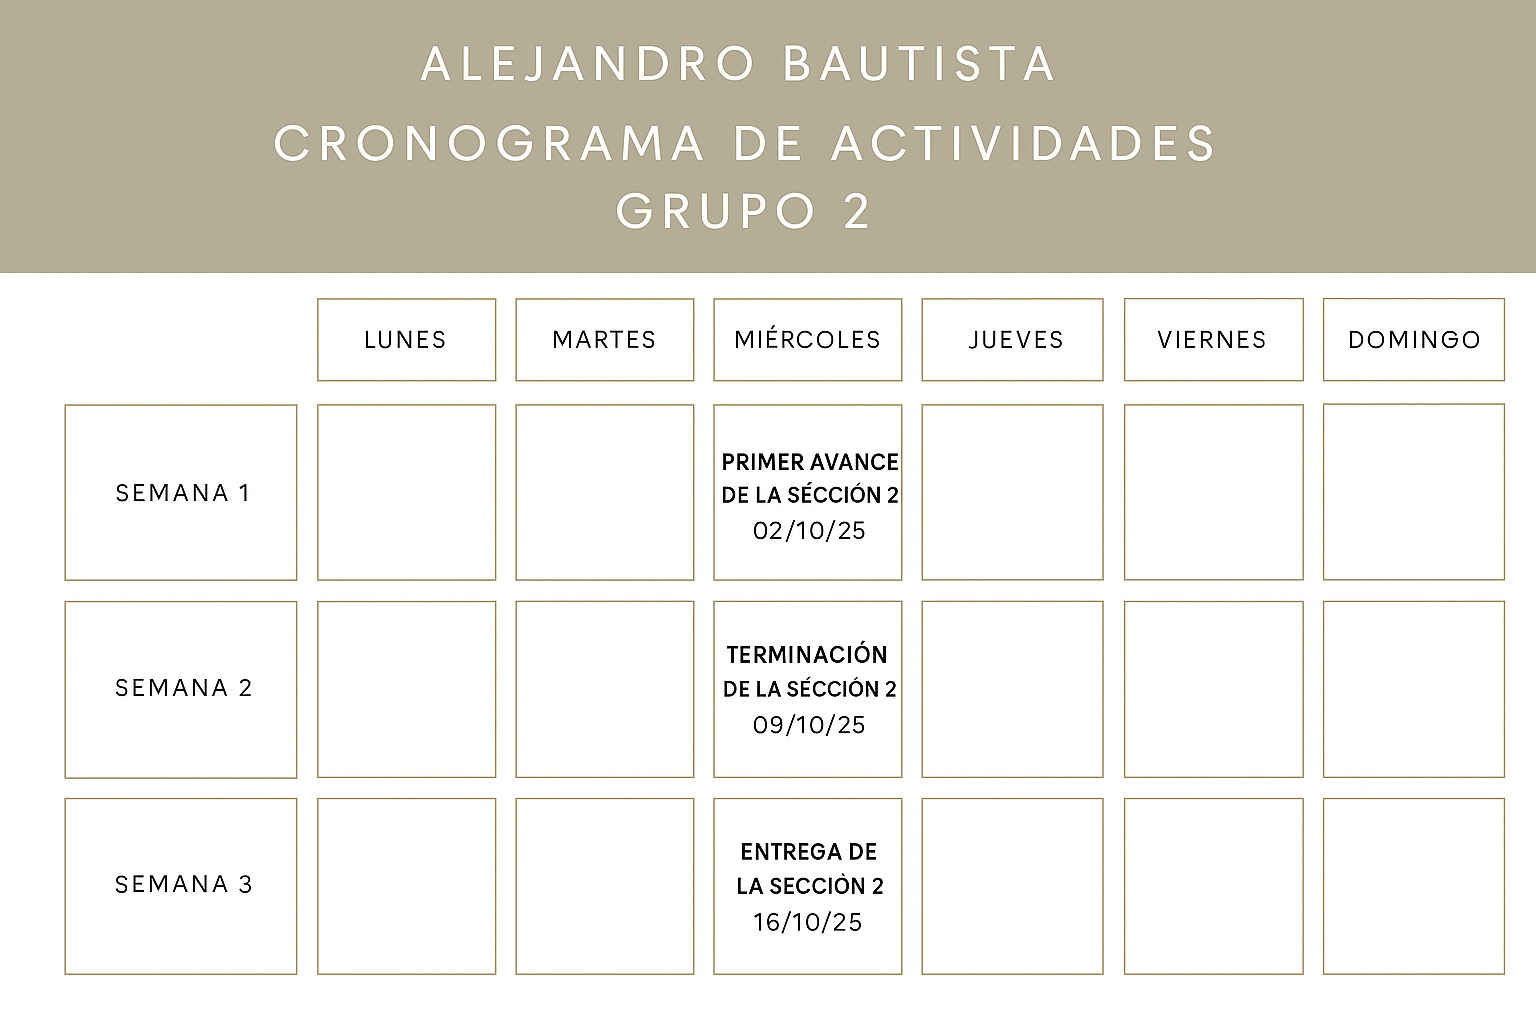 ALEJANDRO BAUTISTA
CRONOGRAMA DE ACTIVIDADES
GRUPO 2
LUNES
MARTES
MIÉRCOLES
JUEVES
VIERNES
DOMINGO
SEMANA 1
PRIMER AVANCE
DE LA SÉCCIÓN 2
02/10/25
SEMANA 2
TERMINACIÓN
DE LA SÉCCIÓN 2
09/10/25
SEMANA 3
ENTREGA DE
LA SECCIÒN 2
16/10/25